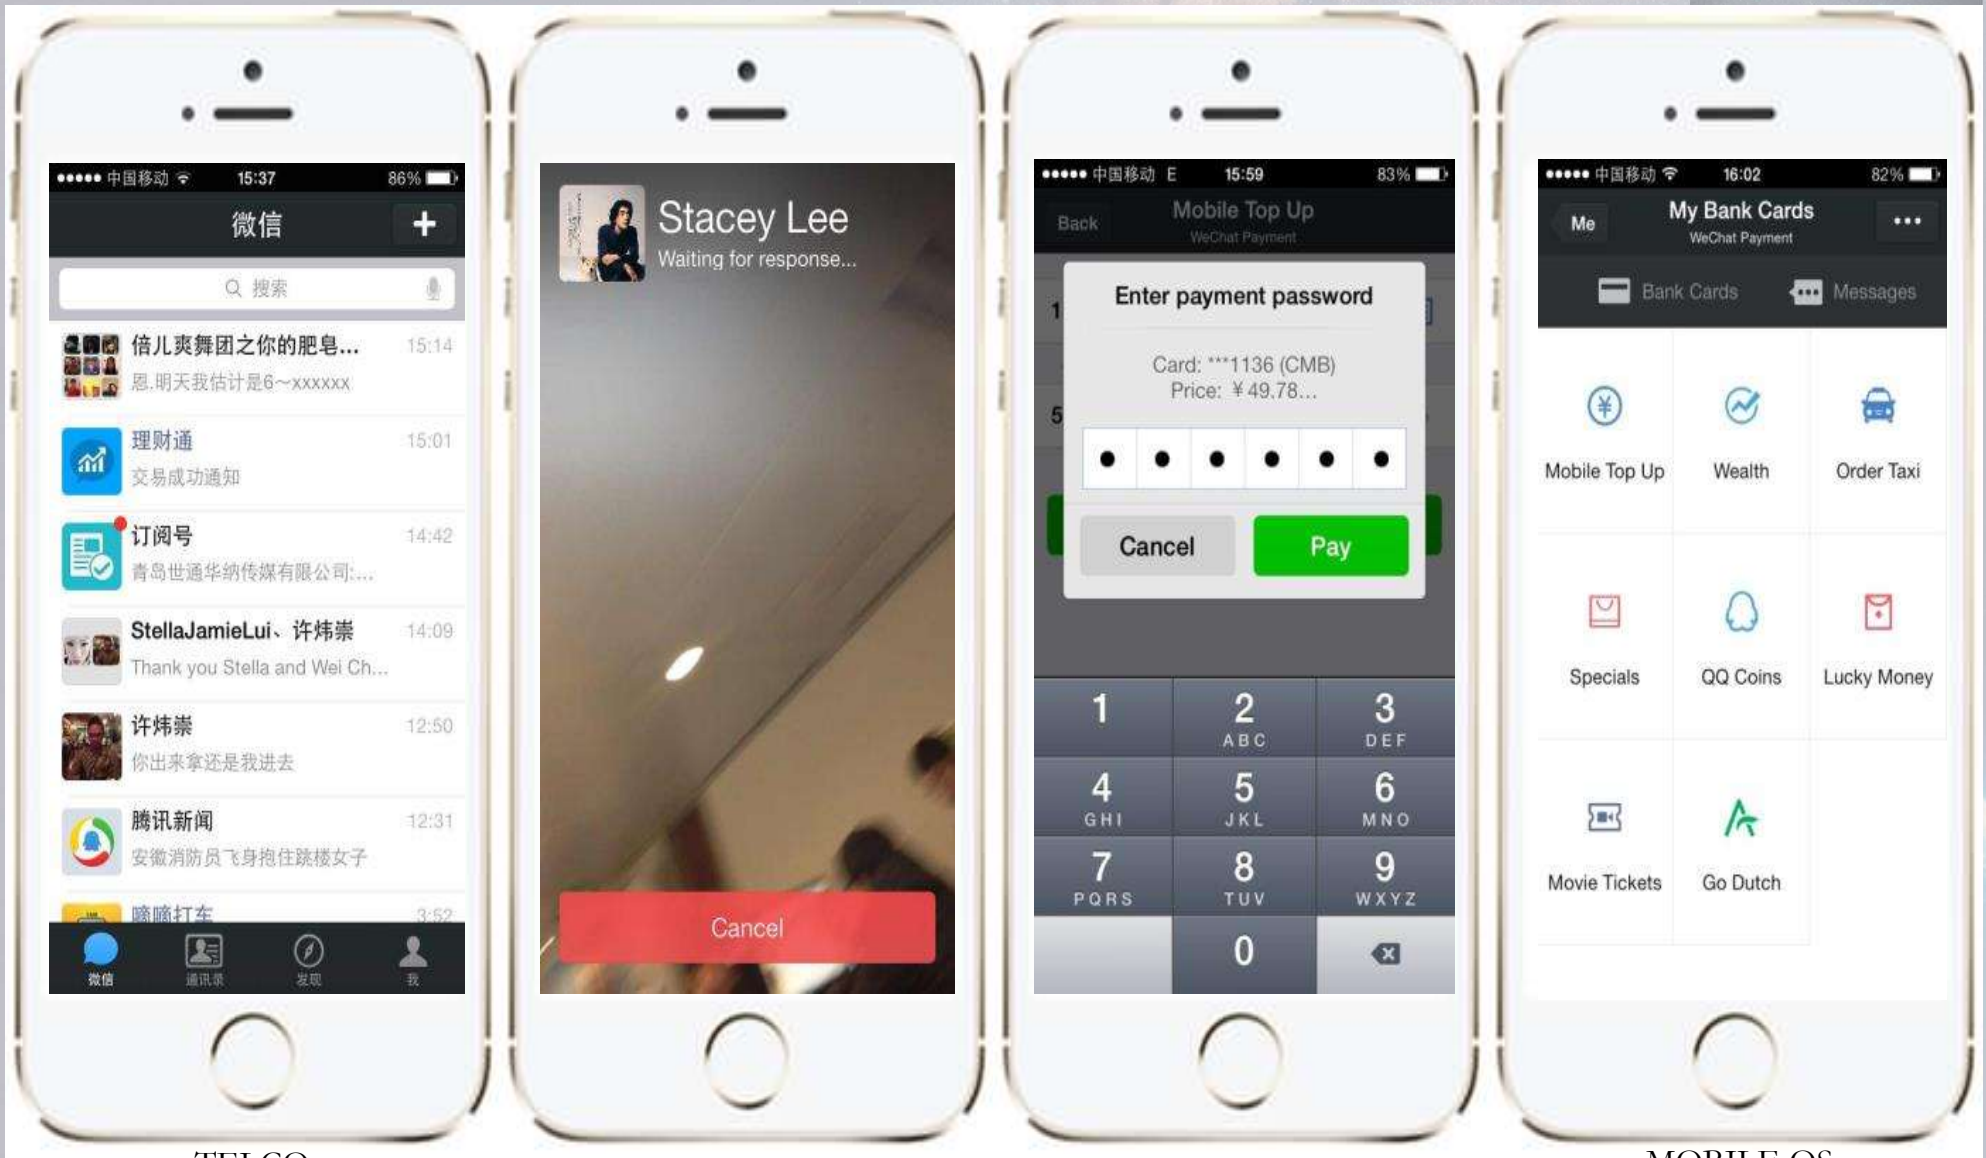 中国移动 15:37 86%
微信
搜索
倍儿爽舞团之你的肥皂... 15:14
恩.明天我估计是6~xxxxxx
理财通 15:01
交易成功通知
订阅号 14:42
青岛世通华纳传媒有限公司:...
StellaJamieLui、许炜崇 14:09
Thank you Stella and Wei Ch...
许炜崇 12:50
你出来拿还是我进去
腾讯新闻 12:31
安徽消防员飞身抱住跳楼女子
嘀嘀打车 3:52
微信 通讯录 发现 我
TELCO
Stacey Lee
Waiting for response...
Cancel
中国移动 E 15:59 83%
Back Mobile Top Up
WeChat Payment
Enter payment password
1
Card: ***1136 (CMB)
Price: ¥49.78...
5
Cancel Pay
1 2 3
ABC DEF
4 5 6
GHI JKL MNO
7 8 9
PQRS TUV WXYZ
0
中国移动 16:02 82%
Me My Bank Cards
WeChat Payment
Bank Cards Messages
Mobile Top Up Wealth Order Taxi
Specials QQ Coins Lucky Money
Movie Tickets Go Dutch
MOBILE OS